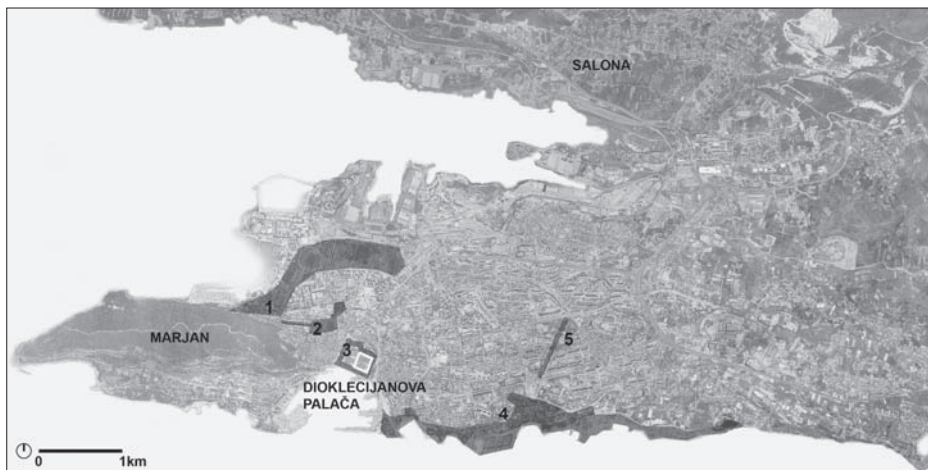 SALONA
1
2
MARJAN
3
5
DIOKLECIJANOVA
PALAČA
4
0 1km